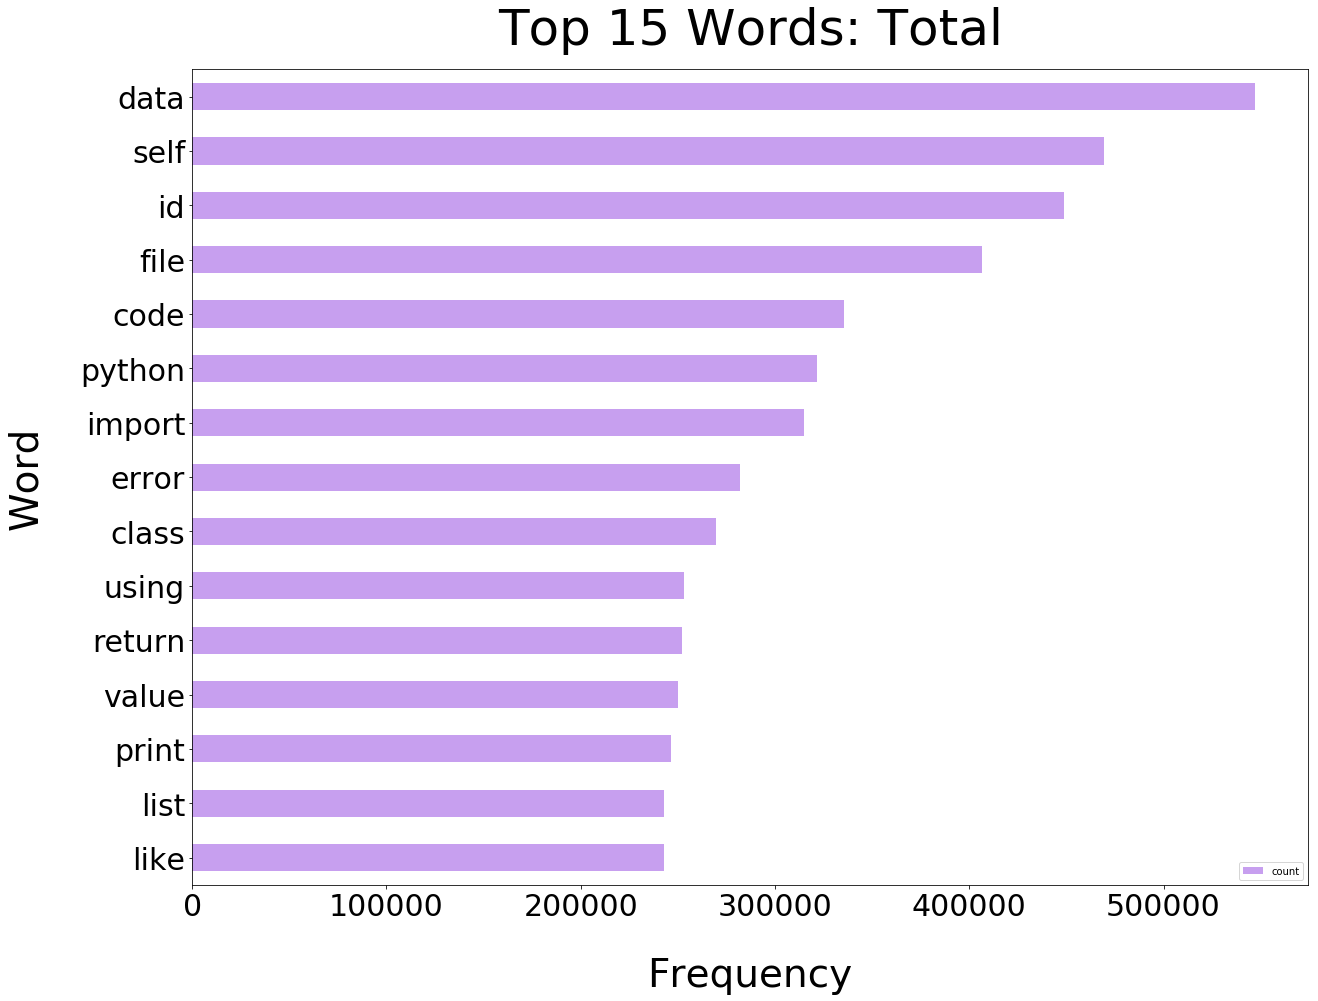 Top 15 Words: Total
data
self
id
file
code
python
import
error
class
using
return
value
print
list
like
Word
count
0 100000 200000 300000 400000 500000
Frequency